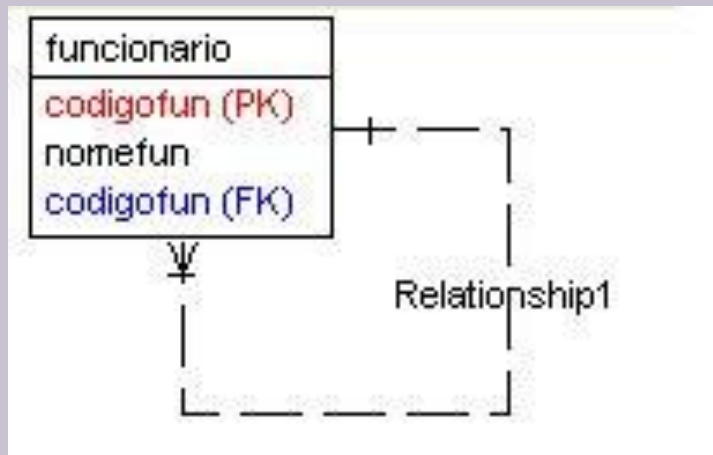 funcionario
codigofun (PK)
nomefun
codigofun (FK)
Relationship1